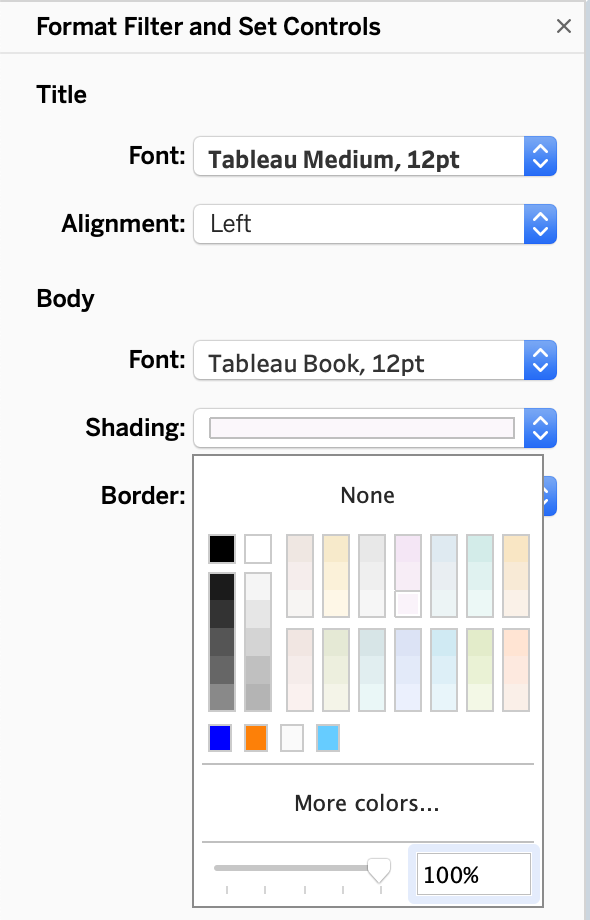 Format Filter and Set Controls
Title
Font: Tableau Medium, 12pt
Alignment: Left
Body
Font: Tableau Book, 12pt
Shading:
Border:
None
More colors...
100%